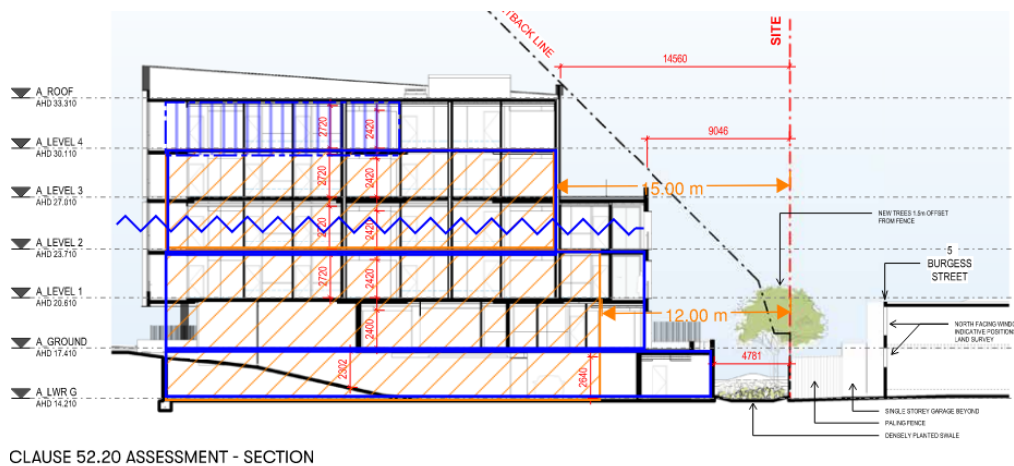 TBACK LINE
SITE
14560
9046
15.00 m
12.00 m
4781
A_ROOF
AHD 33.310
A_LEVEL 4
AHD 30.110
A_LEVEL 3
AHD 27.010
A_LEVEL 2
AHD 23.710
A_LEVEL 1
AHD 20.610
A_GROUND
AHD 17.410
A_LWR G
AHD 14.210
2720
2420
2720
2420
2720
2420
2720
2420
2400
2302
2640
NEW TREES 1.5m OFFSET
FROM FENCE
5
BURGESS
STREET
NORTH FACING WINDO
INDICATIVE POSITION
LAND SURVEY
SINGLE STOREY GARAGE BEYOND
PALING FENCE
DENSELY PLANTED SWALE
CLAUSE 52.20 ASSESSMENT - SECTION